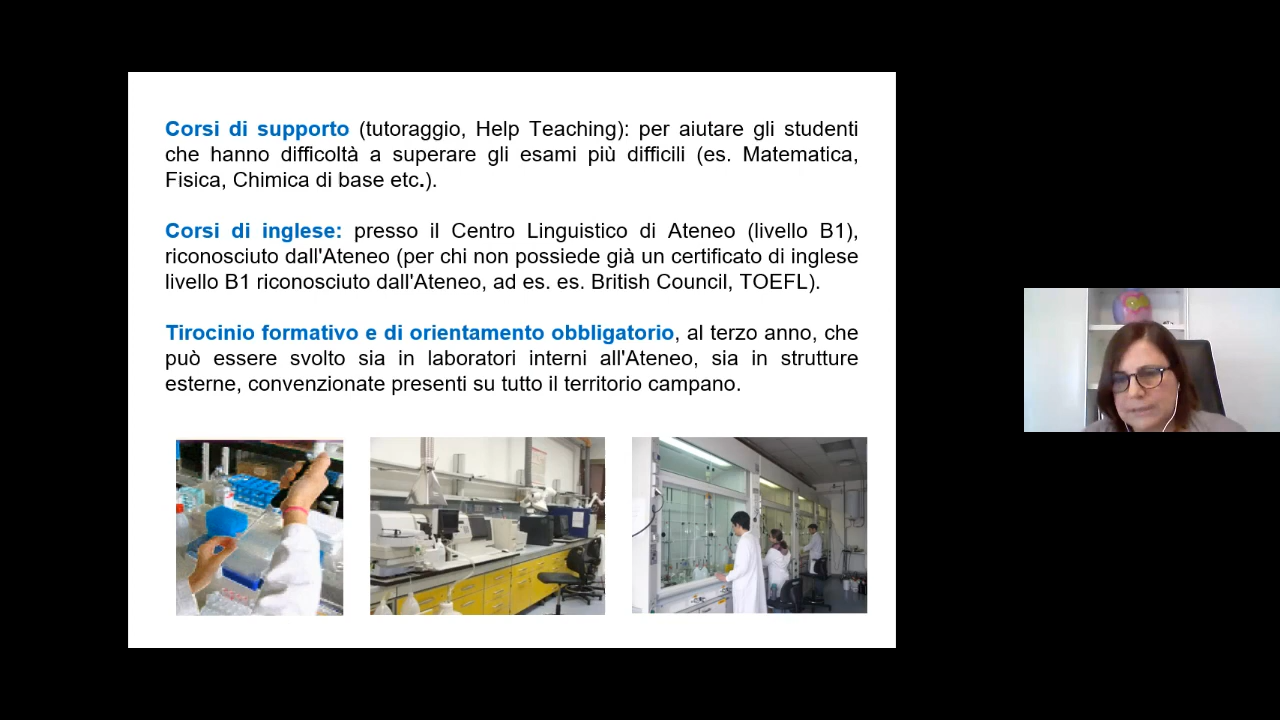 Corsi di supporto (tutoraggio, Help Teaching): per aiutare gli studenti
che hanno difficoltà a superare gli esami più difficili (es. Matematica,
Fisica, Chimica di base etc.).
Corsi di inglese: presso il Centro Linguistico di Ateneo (livello B1),
riconosciuto dall'Ateneo (per chi non possiede già un certificato di inglese
livello B1 riconosciuto dall'Ateneo, ad es. es. British Council, TOEFL).
Tirocinio formativo e di orientamento obbligatorio, al terzo anno, che
può essere svolto sia in laboratori interni all'Ateneo, sia in strutture
esterne, convenzionate presenti su tutto il territorio campano.